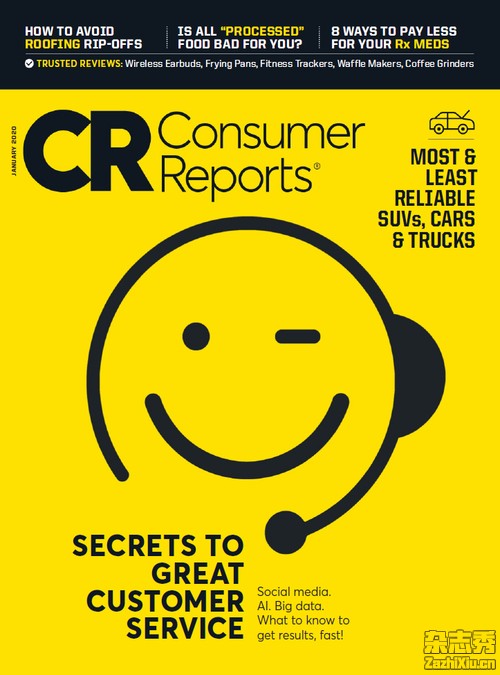 HOW TO AVOID
ROOFING RIP-OFFS
IS ALL "PROCESSED"
FOOD BAD FOR YOU?
8 WAYS TO PAY LESS
FOR YOUR Rx MEDS
TRUSTED REVIEWS: Wireless Earbuds, Frying Pans, Fitness Trackers, Waffle Makers, Coffee Grinders
JANUARY 2020
CR Consumer
Reports®
MOST &
LEAST
RELIABLE
SUVs, CARS
& TRUCKS
SECRETS TO
GREAT
CUSTOMER
SERVICE
Social media.
AI. Big data.
What to know to
get results, fast!
杂志秀
ZazhiXiu.cn